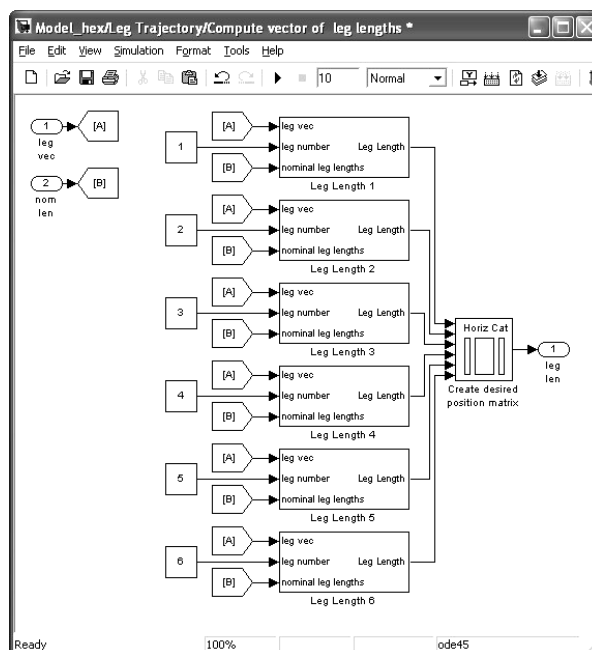 Model_hex/Leg Trajectory/Compute vector of leg lengths *
File Edit View Simulation Format Tools Help
10 Normal
1 [A]
leg
vec
2 [B]
nom
len
[A] leg vec
1 leg number Leg Length
[B] nominal leg lengths
Leg Length 1
[A] leg vec
2 leg number Leg Length
[B] nominal leg lengths
Leg Length 2
[A] leg vec
3 leg number Leg Length
[B] nominal leg lengths
Leg Length 3
[A] leg vec
4 leg number Leg Length
[B] nominal leg lengths
Leg Length 4
[A] leg vec
5 leg number Leg Length
[B] nominal leg lengths
Leg Length 5
[A] leg vec
6 leg number Leg Length
[B] nominal leg lengths
Leg Length 6
Horiz Cat
Create desired
position matrix
1
leg
len
Ready 100% ode45